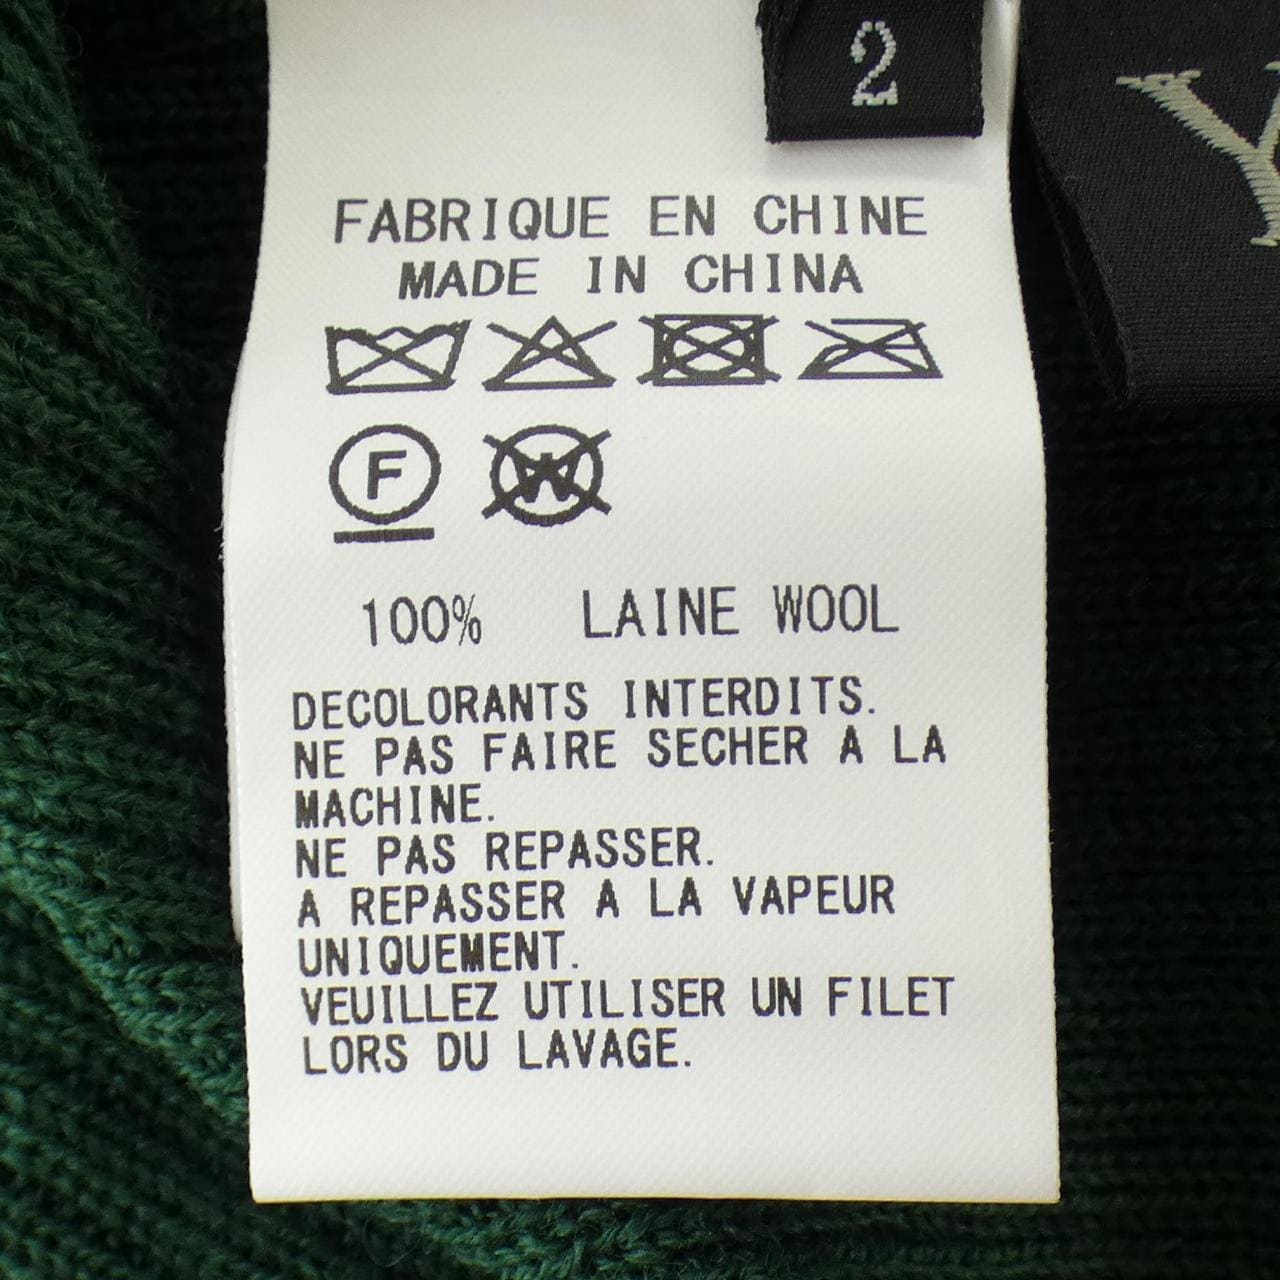 2
Y
FABRIQUE EN CHINE
MADE IN CHINA
F
W
100% LAINE WOOL
DECOLORANTS INTERDITS.
NE PAS FAIRE SECHER A LA
MACHINE.
NE PAS REPASSER.
A REPASSER A LA VAPEUR
UNIQUEMENT.
VEUILLEZ UTILISER UN FILET
LORS DU LAVAGE.